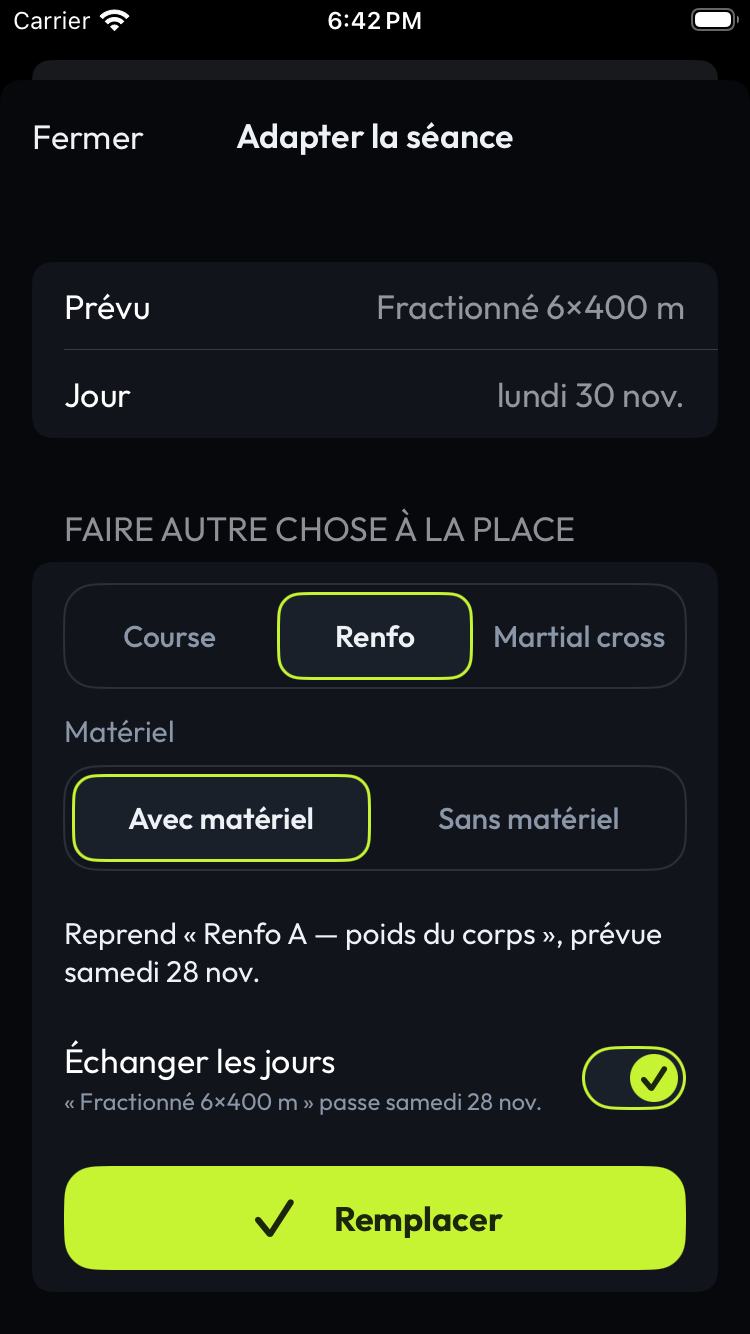 Carrier 6:42 PM
Fermer Adapter la séance
Prévu Fractionné 6×400 m
Jour lundi 30 nov.
FAIRE AUTRE CHOSE À LA PLACE
Course Renfo Martial cross
Matériel
Avec matériel Sans matériel
Reprend « Renfo A — poids du corps », prévue
samedi 28 nov.
Échanger les jours
« Fractionné 6×400 m » passe samedi 28 nov.
Remplacer